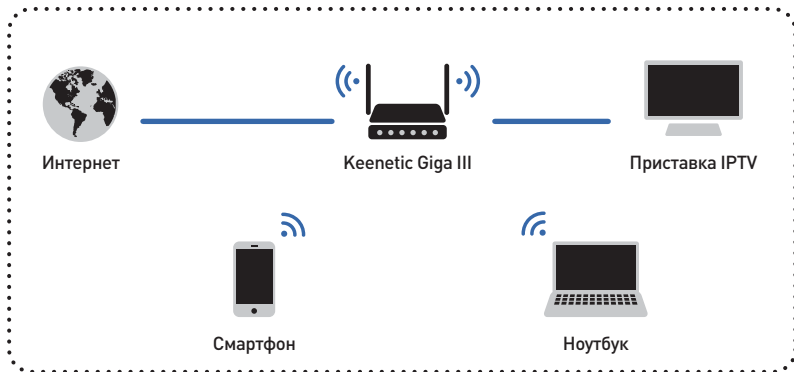 Интернет
Keenetic Giga III
Приставка IPTV
Смартфон
Ноутбук